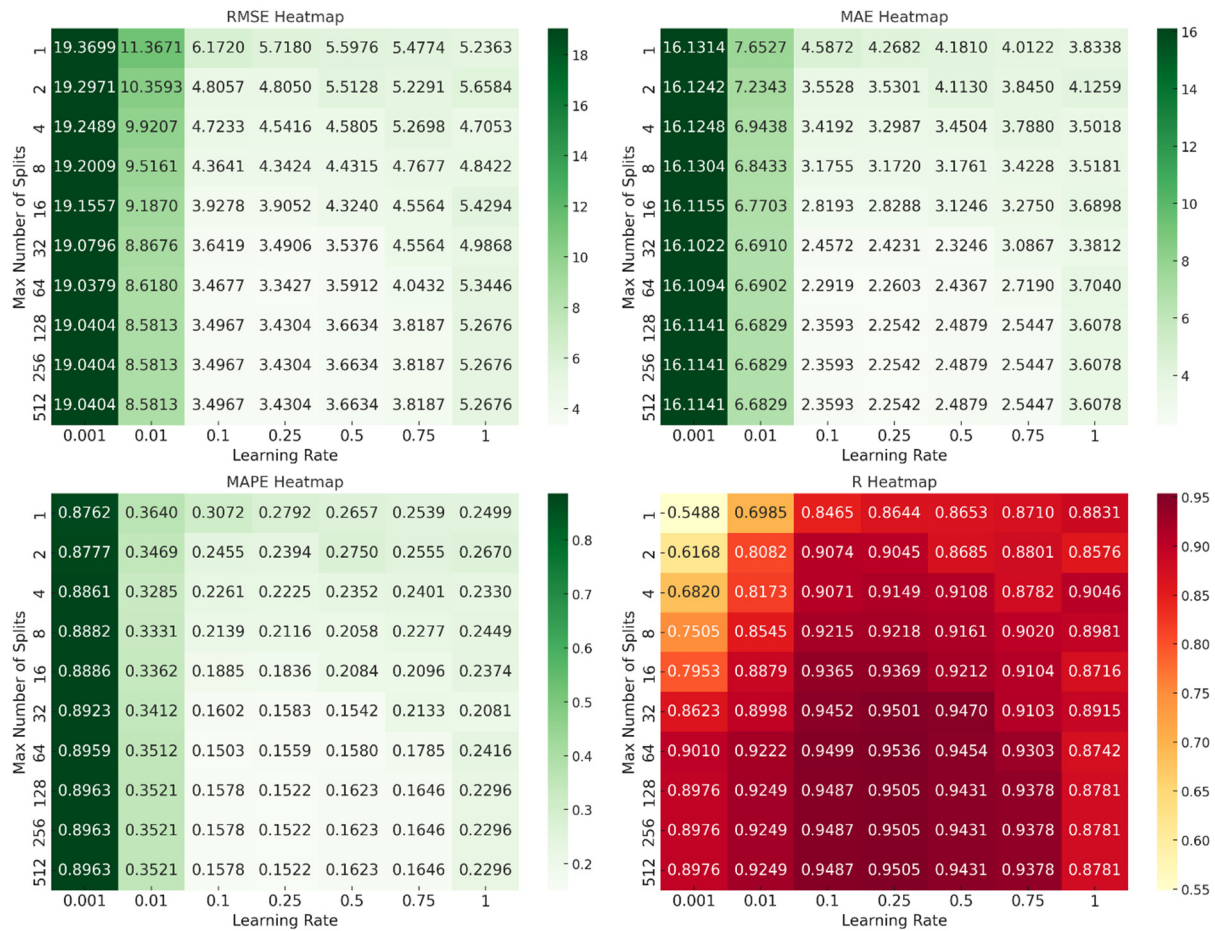 RMSE Heatmap
Max Number of Splits
1 19.3699 11.3671 6.1720 5.7180 5.5976 5.4774 5.2363
2 19.2971 10.3593 4.8057 4.8050 5.5128 5.2291 5.6584
4 19.2489 9.9207 4.7233 4.5416 4.5805 5.2698 4.7053
8 19.2009 9.5161 4.3641 4.3424 4.4315 4.7677 4.8422
16 19.1557 9.1870 3.9278 3.9052 4.3240 4.5564 5.4294
32 19.0796 8.8676 3.6419 3.4906 3.5376 4.5564 4.9868
64 19.0379 8.6180 3.4677 3.3427 3.5912 4.0432 5.3446
128 19.0404 8.5813 3.4967 3.4304 3.6634 3.8187 5.2676
256 19.0404 8.5813 3.4967 3.4304 3.6634 3.8187 5.2676
512 19.0404 8.5813 3.4967 3.4304 3.6634 3.8187 5.2676
0.001 0.01 0.1 0.25 0.5 0.75 1
Learning Rate
18
16
14
12
10
8
6
4
MAE Heatmap
Max Number of Splits
1 16.1314 7.6527 4.5872 4.2682 4.1810 4.0122 3.8338
2 16.1242 7.2343 3.5528 3.5301 4.1130 3.8450 4.1259
4 16.1248 6.9438 3.4192 3.2987 3.4504 3.7880 3.5018
8 16.1304 6.8433 3.1755 3.1720 3.1761 3.4228 3.5181
16 16.1155 6.7703 2.8193 2.8288 3.1246 3.2750 3.6898
32 16.1022 6.6910 2.4572 2.4231 2.3246 3.0867 3.3812
64 16.1094 6.6902 2.2919 2.2603 2.4367 2.7190 3.7040
128 16.1141 6.6829 2.3593 2.2542 2.4879 2.5447 3.6078
256 16.1141 6.6829 2.3593 2.2542 2.4879 2.5447 3.6078
512 16.1141 6.6829 2.3593 2.2542 2.4879 2.5447 3.6078
0.001 0.01 0.1 0.25 0.5 0.75 1
Learning Rate
16
14
12
10
8
6
4
MAPE Heatmap
Max Number of Splits
1 0.8762 0.3640 0.3072 0.2792 0.2657 0.2539 0.2499
2 0.8777 0.3469 0.2455 0.2394 0.2750 0.2555 0.2670
4 0.8861 0.3285 0.2261 0.2225 0.2352 0.2401 0.2330
8 0.8882 0.3331 0.2139 0.2116 0.2058 0.2277 0.2449
16 0.8886 0.3362 0.1885 0.1836 0.2084 0.2096 0.2374
32 0.8923 0.3412 0.1602 0.1583 0.1542 0.2133 0.2081
64 0.8959 0.3512 0.1503 0.1559 0.1580 0.1785 0.2416
128 0.8963 0.3521 0.1578 0.1522 0.1623 0.1646 0.2296
256 0.8963 0.3521 0.1578 0.1522 0.1623 0.1646 0.2296
512 0.8963 0.3521 0.1578 0.1522 0.1623 0.1646 0.2296
0.001 0.01 0.1 0.25 0.5 0.75 1
Learning Rate
0.8
0.7
0.6
0.5
0.4
0.3
0.2
R Heatmap
Max Number of Splits
1 0.5488 0.6985 0.8465 0.8644 0.8653 0.8710 0.8831
2 0.6168 0.8082 0.9074 0.9045 0.8685 0.8801 0.8576
4 0.6820 0.8173 0.9071 0.9149 0.9108 0.8782 0.9046
8 0.7505 0.8545 0.9215 0.9218 0.9161 0.9020 0.8981
16 0.7953 0.8879 0.9365 0.9369 0.9212 0.9104 0.8716
32 0.8623 0.8998 0.9452 0.9501 0.9470 0.9103 0.8915
64 0.9010 0.9222 0.9499 0.9536 0.9454 0.9303 0.8742
128 0.8976 0.9249 0.9487 0.9505 0.9431 0.9378 0.8781
256 0.8976 0.9249 0.9487 0.9505 0.9431 0.9378 0.8781
512 0.8976 0.9249 0.9487 0.9505 0.9431 0.9378 0.8781
0.001 0.01 0.1 0.25 0.5 0.75 1
Learning Rate
0.95
0.90
0.85
0.80
0.75
0.70
0.65
0.60
0.55